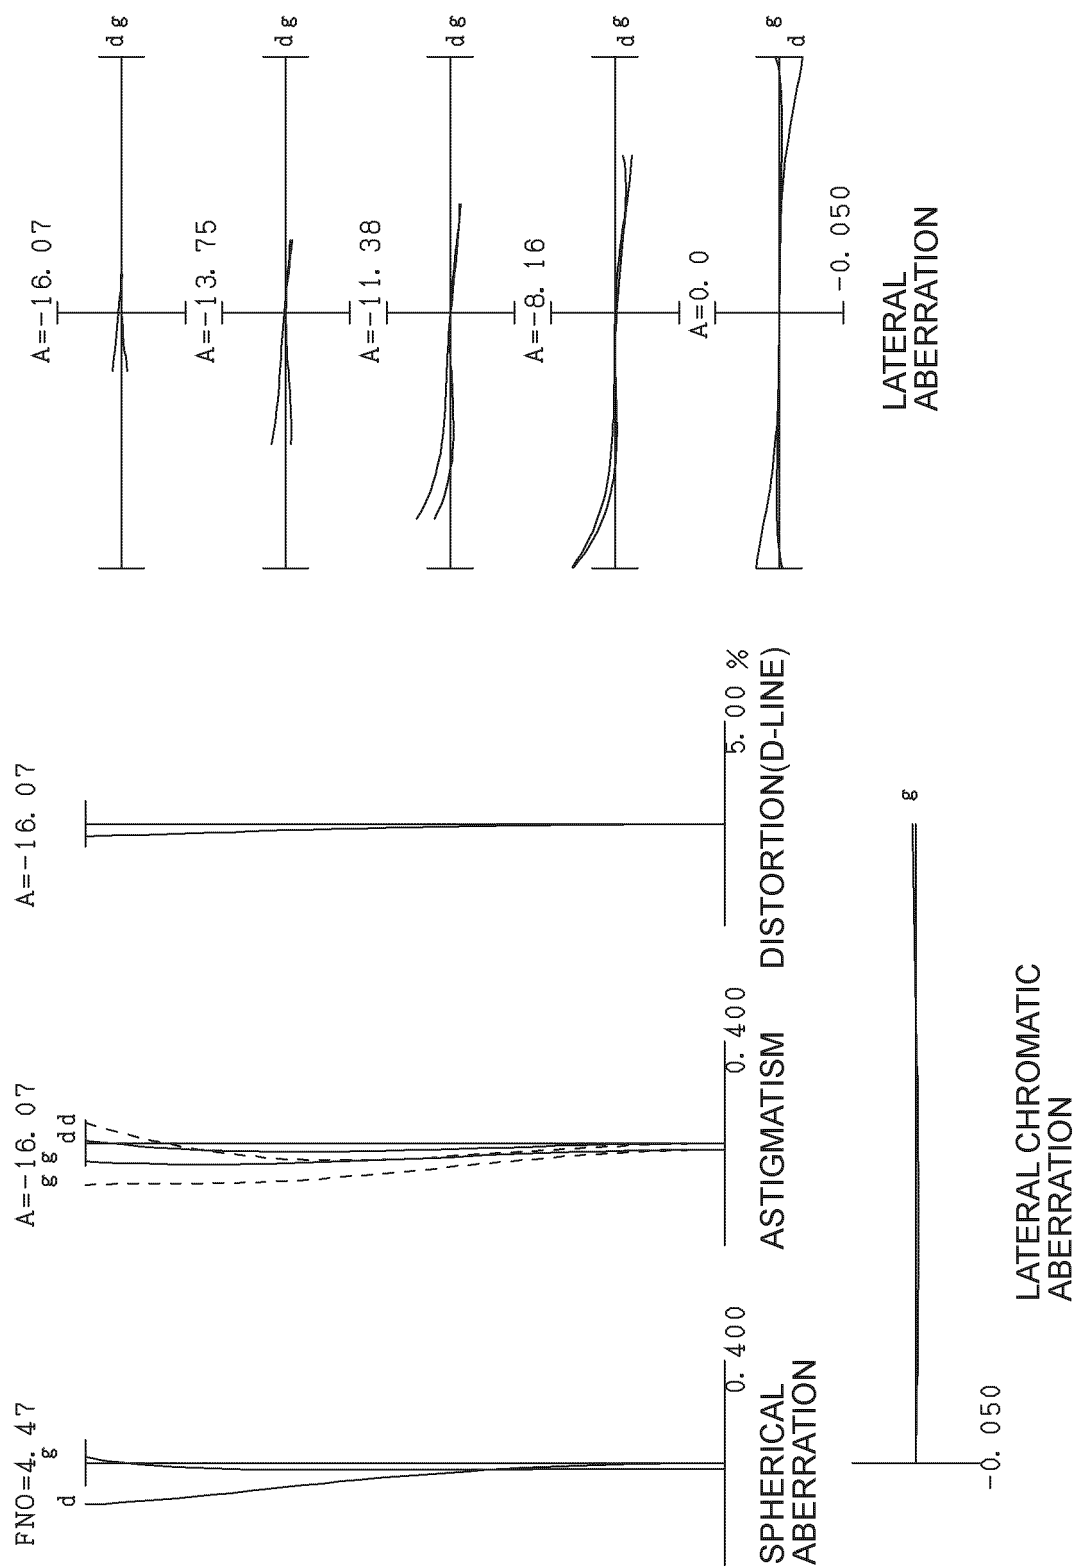 FNO=4. 47
d
g
0. 400
SPHERICAL
ABERRATION
A=-16. 07
g g d d
0. 400
ASTIGMATISM
A=-16. 07
5. 00 %
DISTORTION(D-LINE)
A=-16. 07
d g
A=-13. 75
d g
A=-11. 38
d g
A=-8. 16
d g
A=0. 0
g
d
-0. 050
LATERAL
ABERRATION
g
-0. 050
LATERAL CHROMATIC
ABERRATION